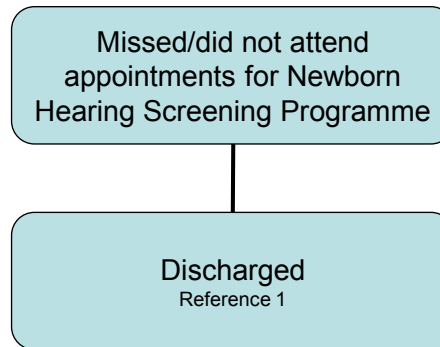 Missed/did not attend
appointments for Newborn
Hearing Screening Programme
Discharged
Reference 1